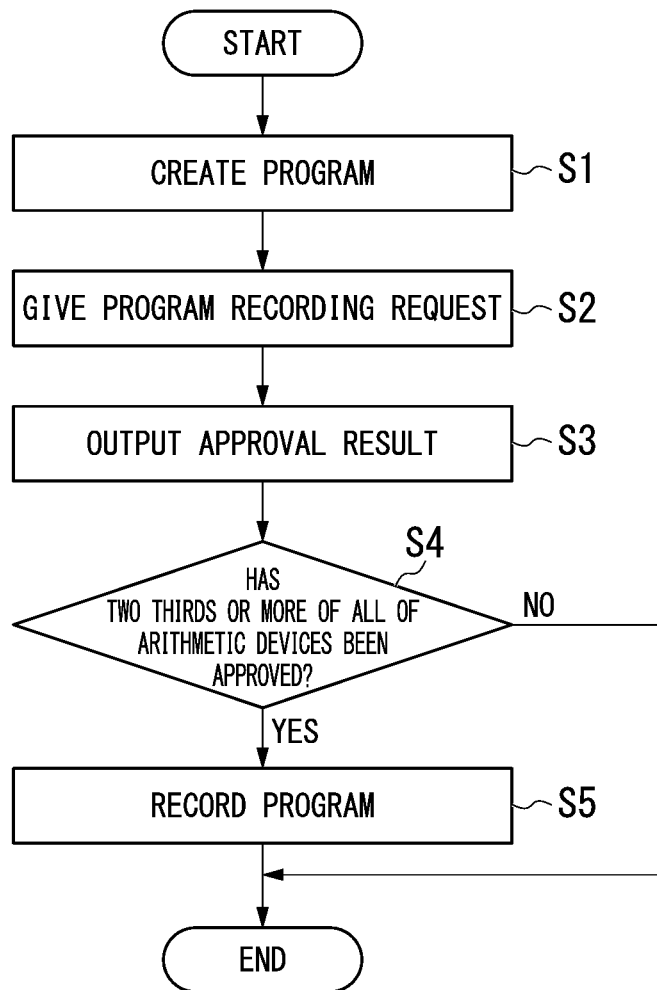 START
CREATE PROGRAM
S1
GIVE PROGRAM RECORDING REQUEST
S2
OUTPUT APPROVAL RESULT
S3
S4
HAS
TWO THIRDS OR MORE OF ALL OF
ARITHMETIC DEVICES BEEN
APPROVED?
NO
YES
RECORD PROGRAM
S5
END